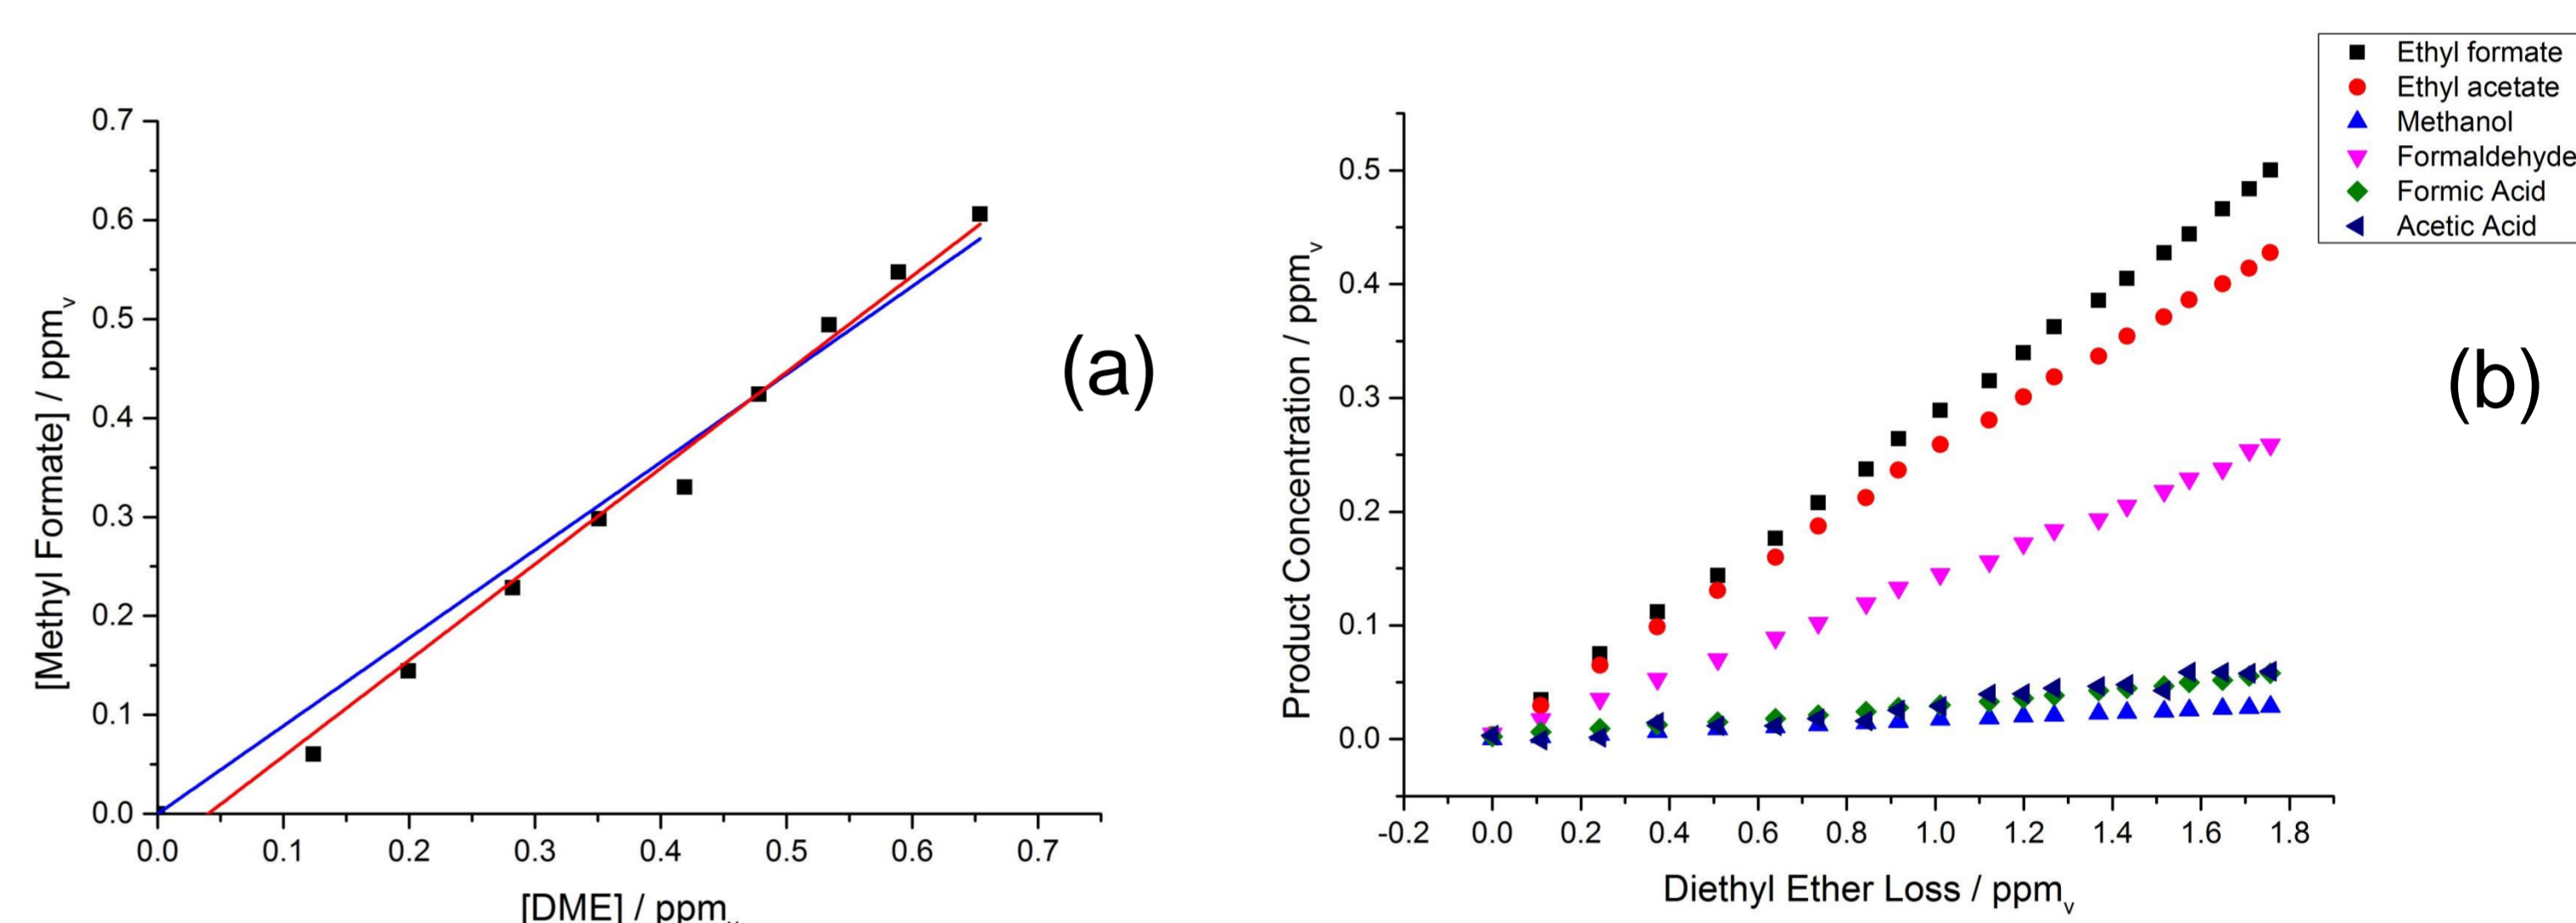 [Methyl Formate] / ppmv
0.7
0.6
0.5
0.4
0.3
0.2
0.1
0.0
0.0 0.1 0.2 0.3 0.4 0.5 0.6 0.7
[DME] / ppmv
(a)
Product Concentration / ppmv
0.5
0.4
0.3
0.2
0.1
0.0
-0.2 0.0 0.2 0.4 0.6 0.8 1.0 1.2 1.4 1.6 1.8
Diethyl Ether Loss / ppmv
Ethyl formate
Ethyl acetate
Methanol
Formaldehyde
Formic Acid
Acetic Acid
(b)